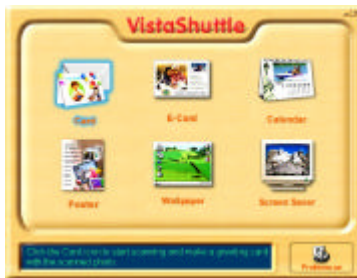 VistaShuttle
Card
E-Card
Calendar
Poster
Wallpaper
Screen Saver
Click the Card icon to start scanning and make a greeting card
with the scanned photo.